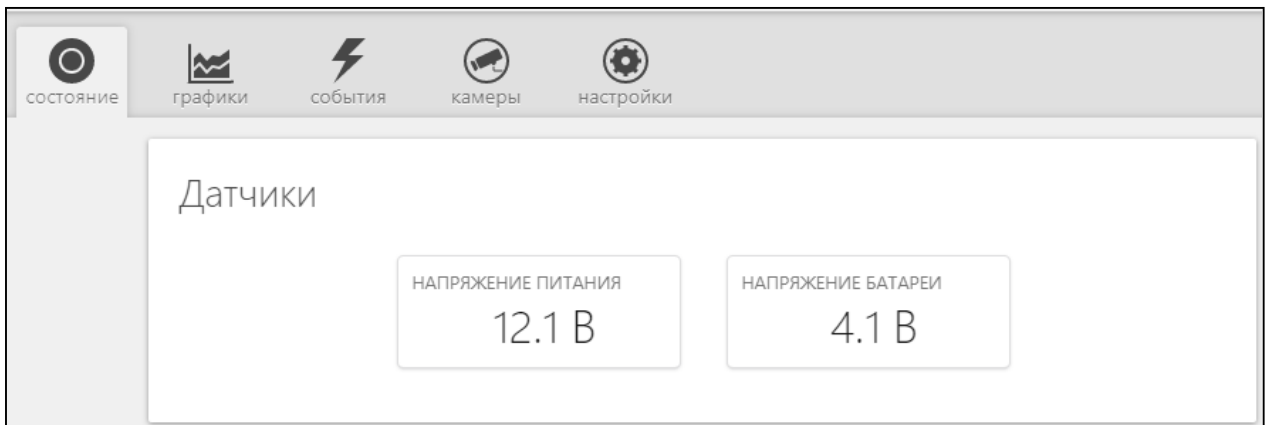 состояние графики события камеры настройки
Датчики
НАПРЯЖЕНИЕ ПИТАНИЯ НАПРЯЖЕНИЕ БАТАРЕИ
12.1 В 4.1 В